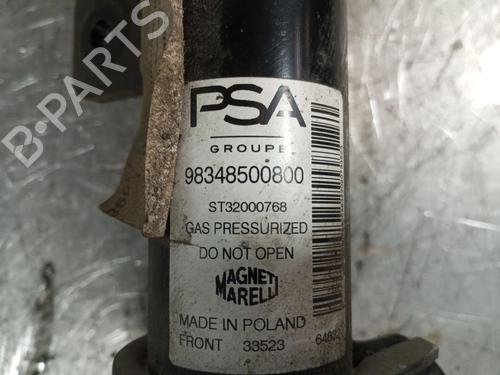 PSA
GROUPE
98348500800
ST32000768
GAS PRESSURIZED
DO NOT OPEN
MAGNETI
MARELLI
MADE IN POLAND
FRONT 33523
B-PARTS